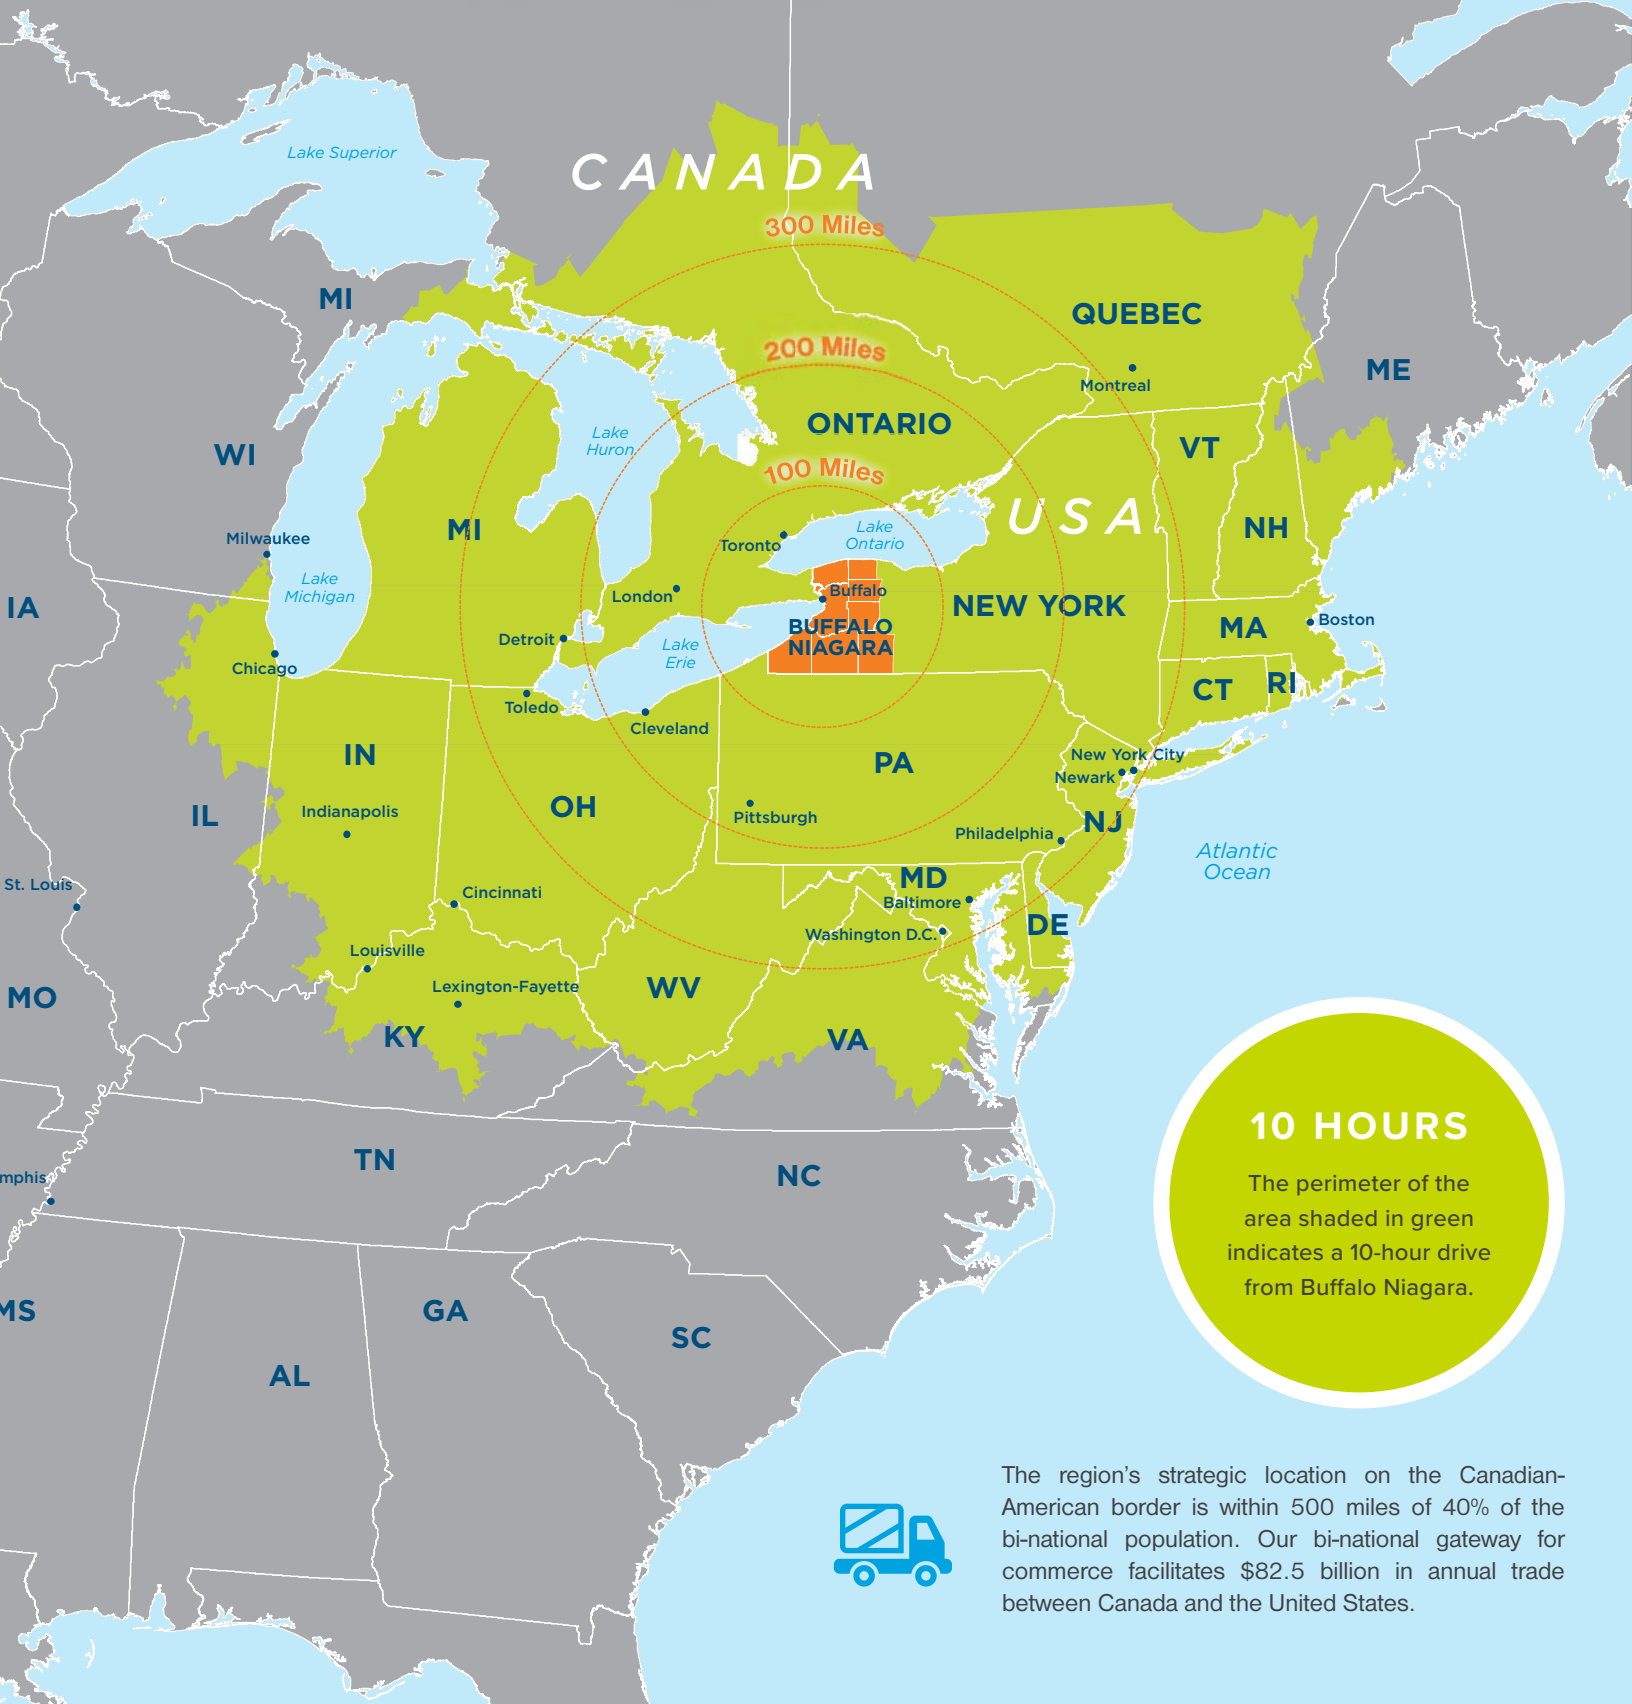 Lake Superior
CANADA
300 Miles
MI
QUEBEC
200 Miles
Montreal
ME
ONTARIO
Lake
Huron
VT
WI
100 Miles
USA
NH
MI
Milwaukee
Toronto
Lake
Ontario
Lake
Michigan
London
Buffalo
IA
NEW YORK
BUFFALO
NIAGARA
MA
Boston
Detroit
Lake
Erie
Chicago
CT
RI
Toledo
Cleveland
IN
PA
New York City
Newark
IL
Indianapolis
OH
Pittsburgh
Philadelphia
NJ
Atlantic
Ocean
St. Louis
MD
Cincinnati
Baltimore
DE
Washington D.C.
Louisville
Lexington-Fayette
WV
MO
KY
VA
TN
NC
mphis
MS
GA
SC
AL
10 HOURS
The perimeter of the
area shaded in green
indicates a 10-hour drive
from Buffalo Niagara.
The region’s strategic location on the Canadian-
American border is within 500 miles of 40% of the
bi-national population. Our bi-national gateway for
commerce facilitates $82.5 billion in annual trade
between Canada and the United States.